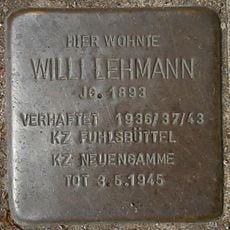 HIER WOHNTE
WILLI LEHMANN
JG. 1893
VERHAFTET 1936/37/43
KZ FUHLSBÜTTEL
KZ NEUENGAMME
TOT 3.5.1945